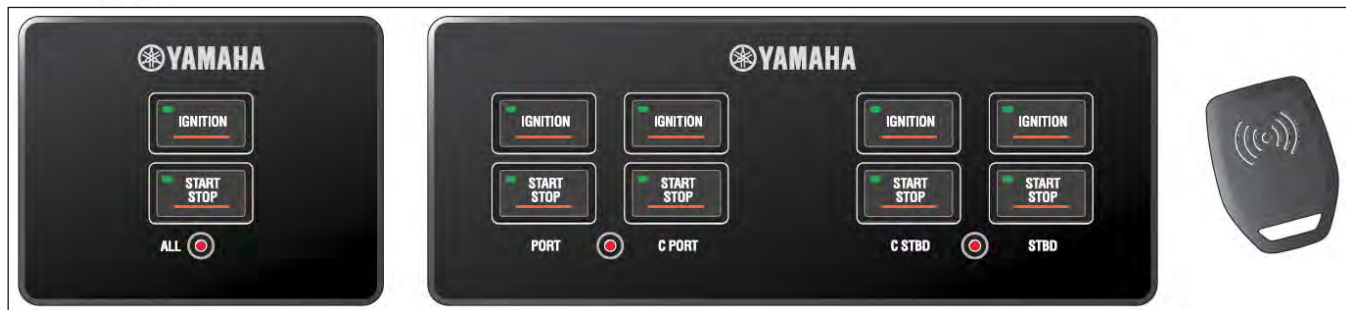 YAMAHA
IGNITION
START
STOP
ALL
YAMAHA
IGNITION IGNITION IGNITION IGNITION
START START START START
STOP STOP STOP STOP
PORT C PORT C STBD STBD